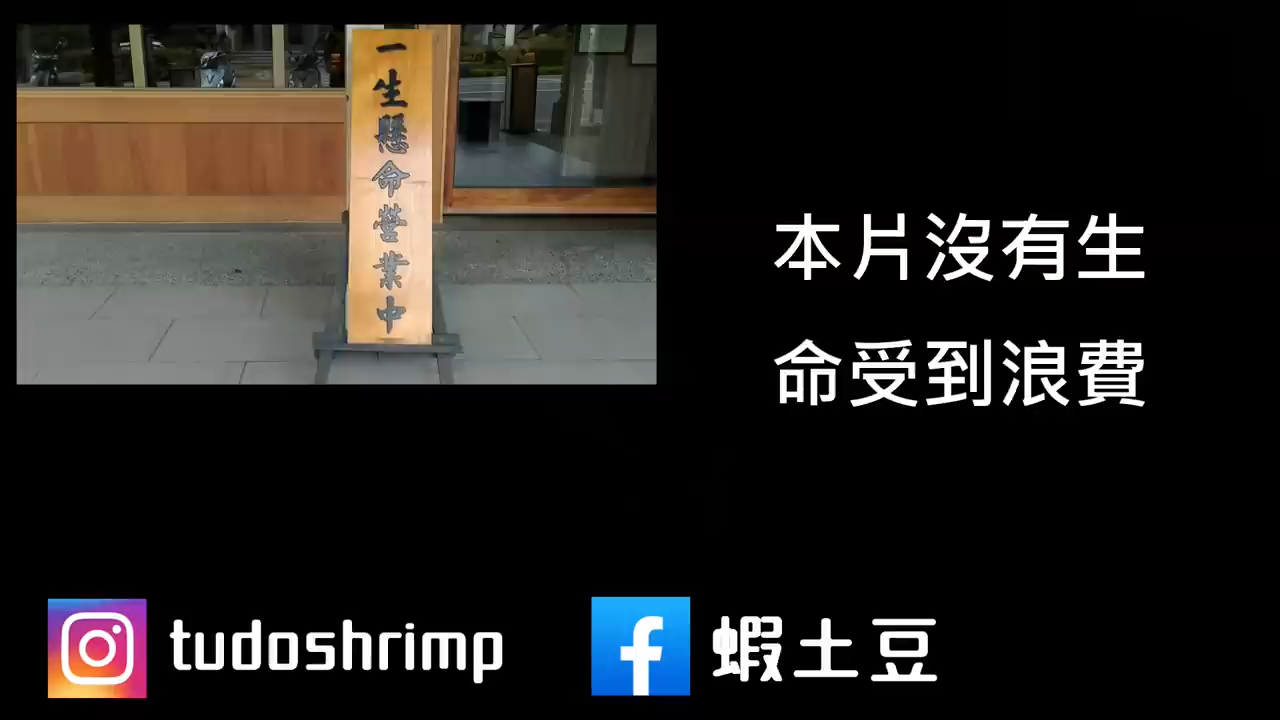 一生懸命營業中
本片沒有生
命受到浪費
tudoshrimp
蝦土豆